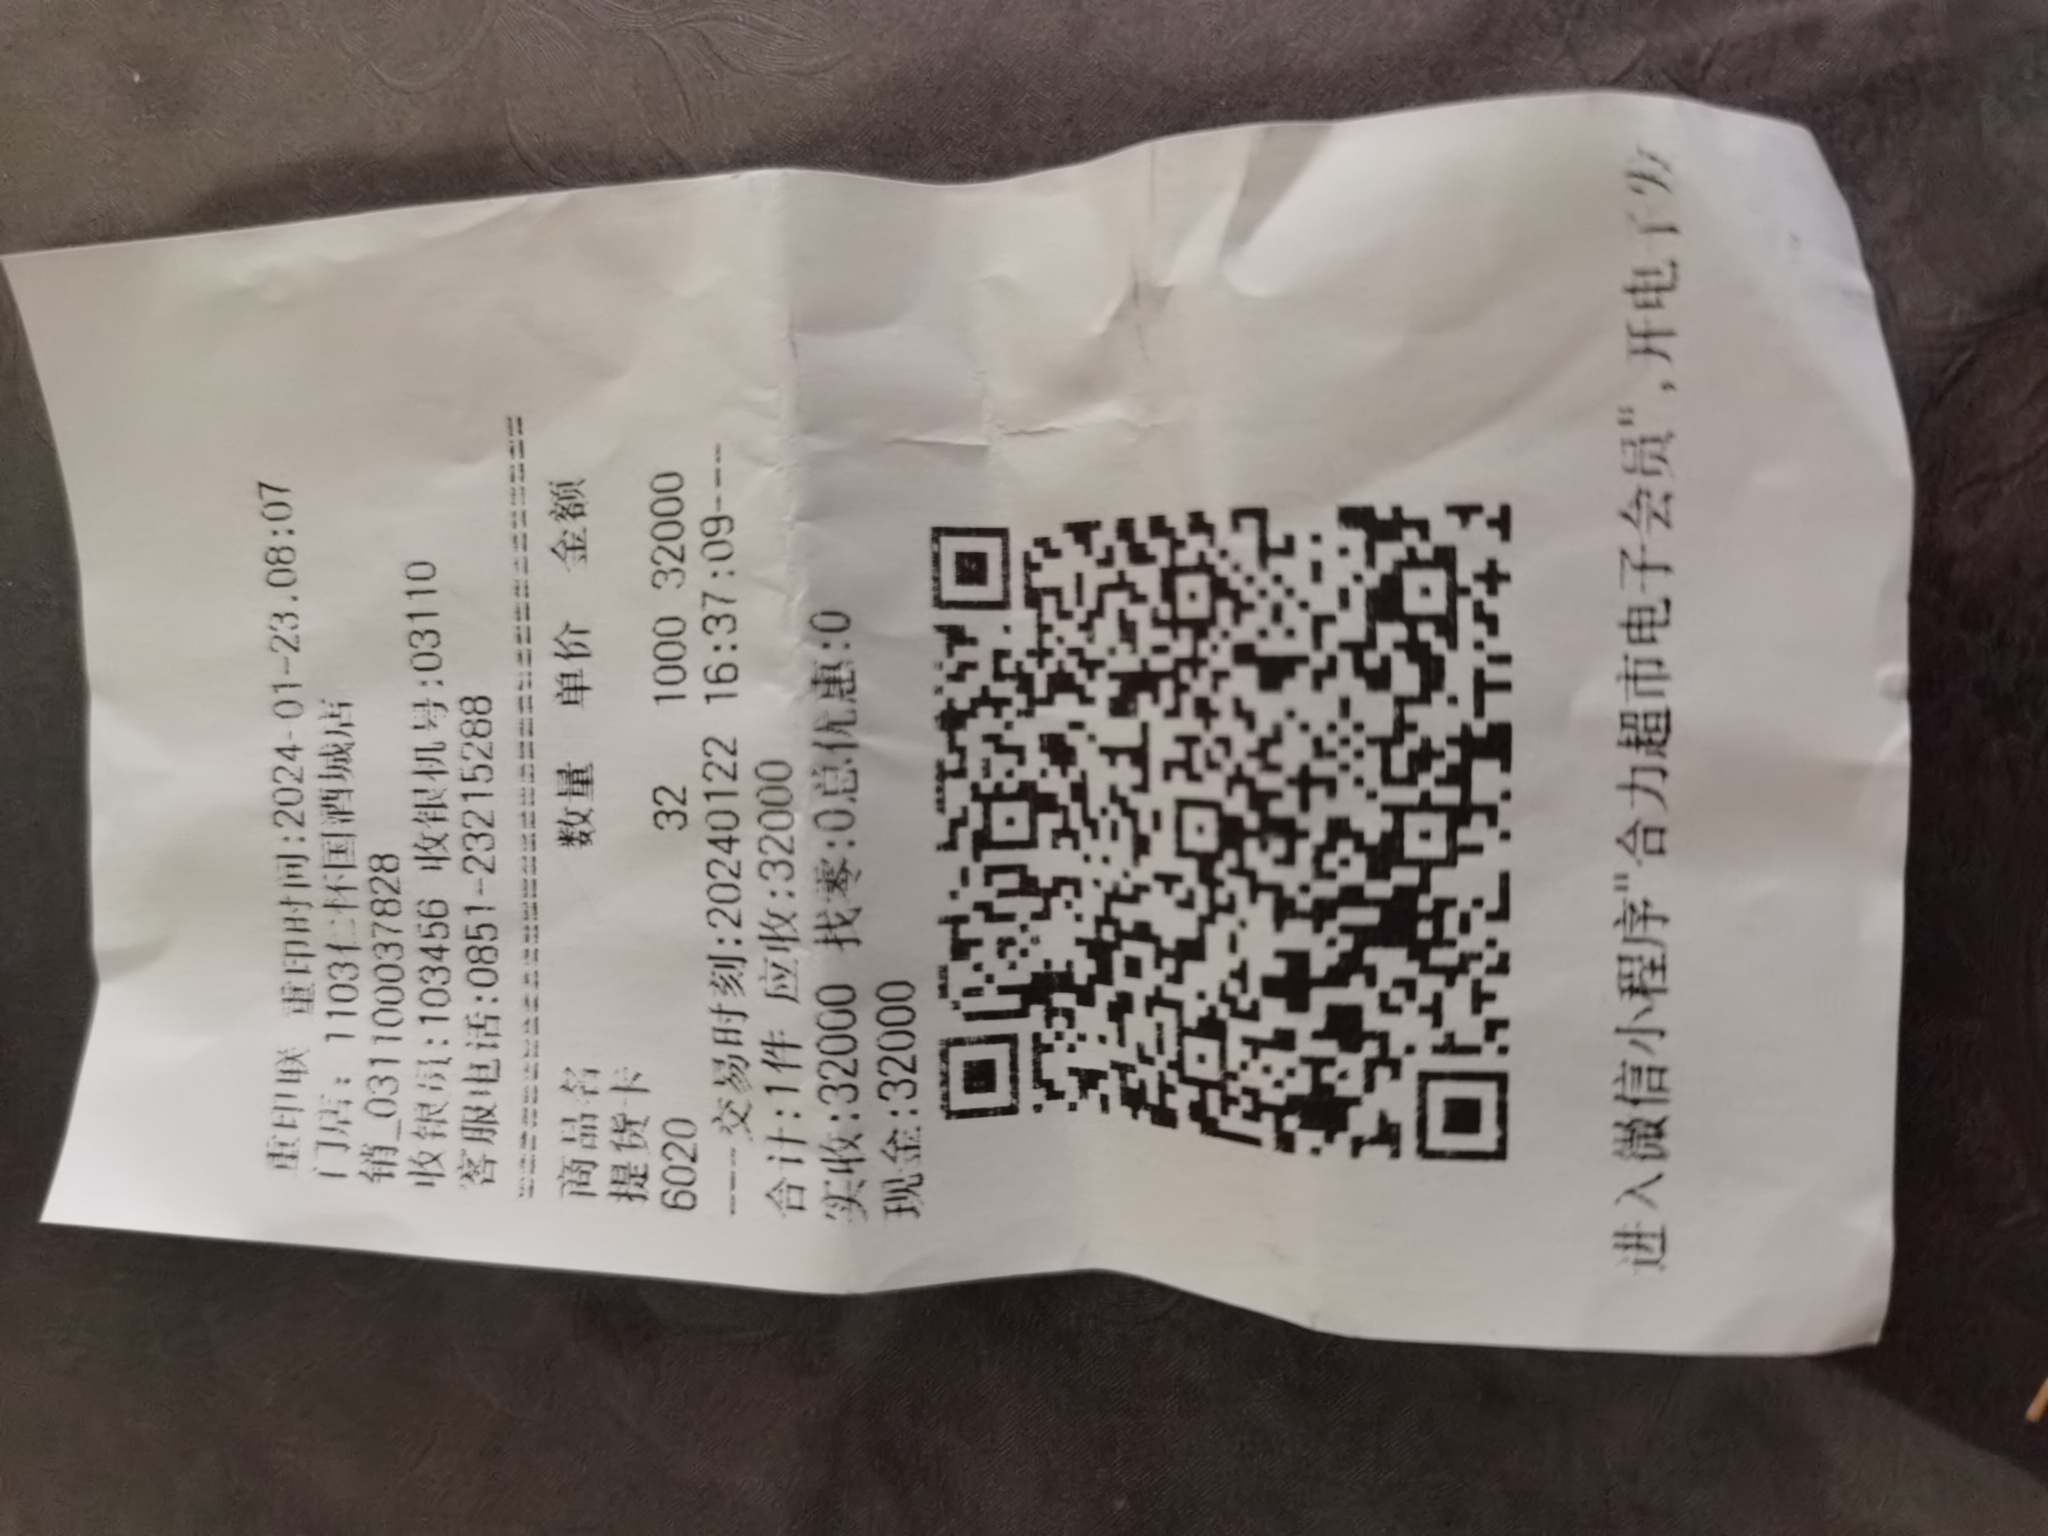 重印联 重印时间:2024-01-23.08:07
门店: 1103仁怀国酒城店
销_031100037828
收银员:103456 收银机号:03110
客服电话:0851-23215288
商品名 数量 单价 金额
提货卡
6020 32 1000 32000
--- 交易时刻:20240122 16:37:09---
合计:1件 应收:32000
实收:32000 找零:0总优惠:0
现金:32000
进入微信小程序"合力超市电子会员",开电子发